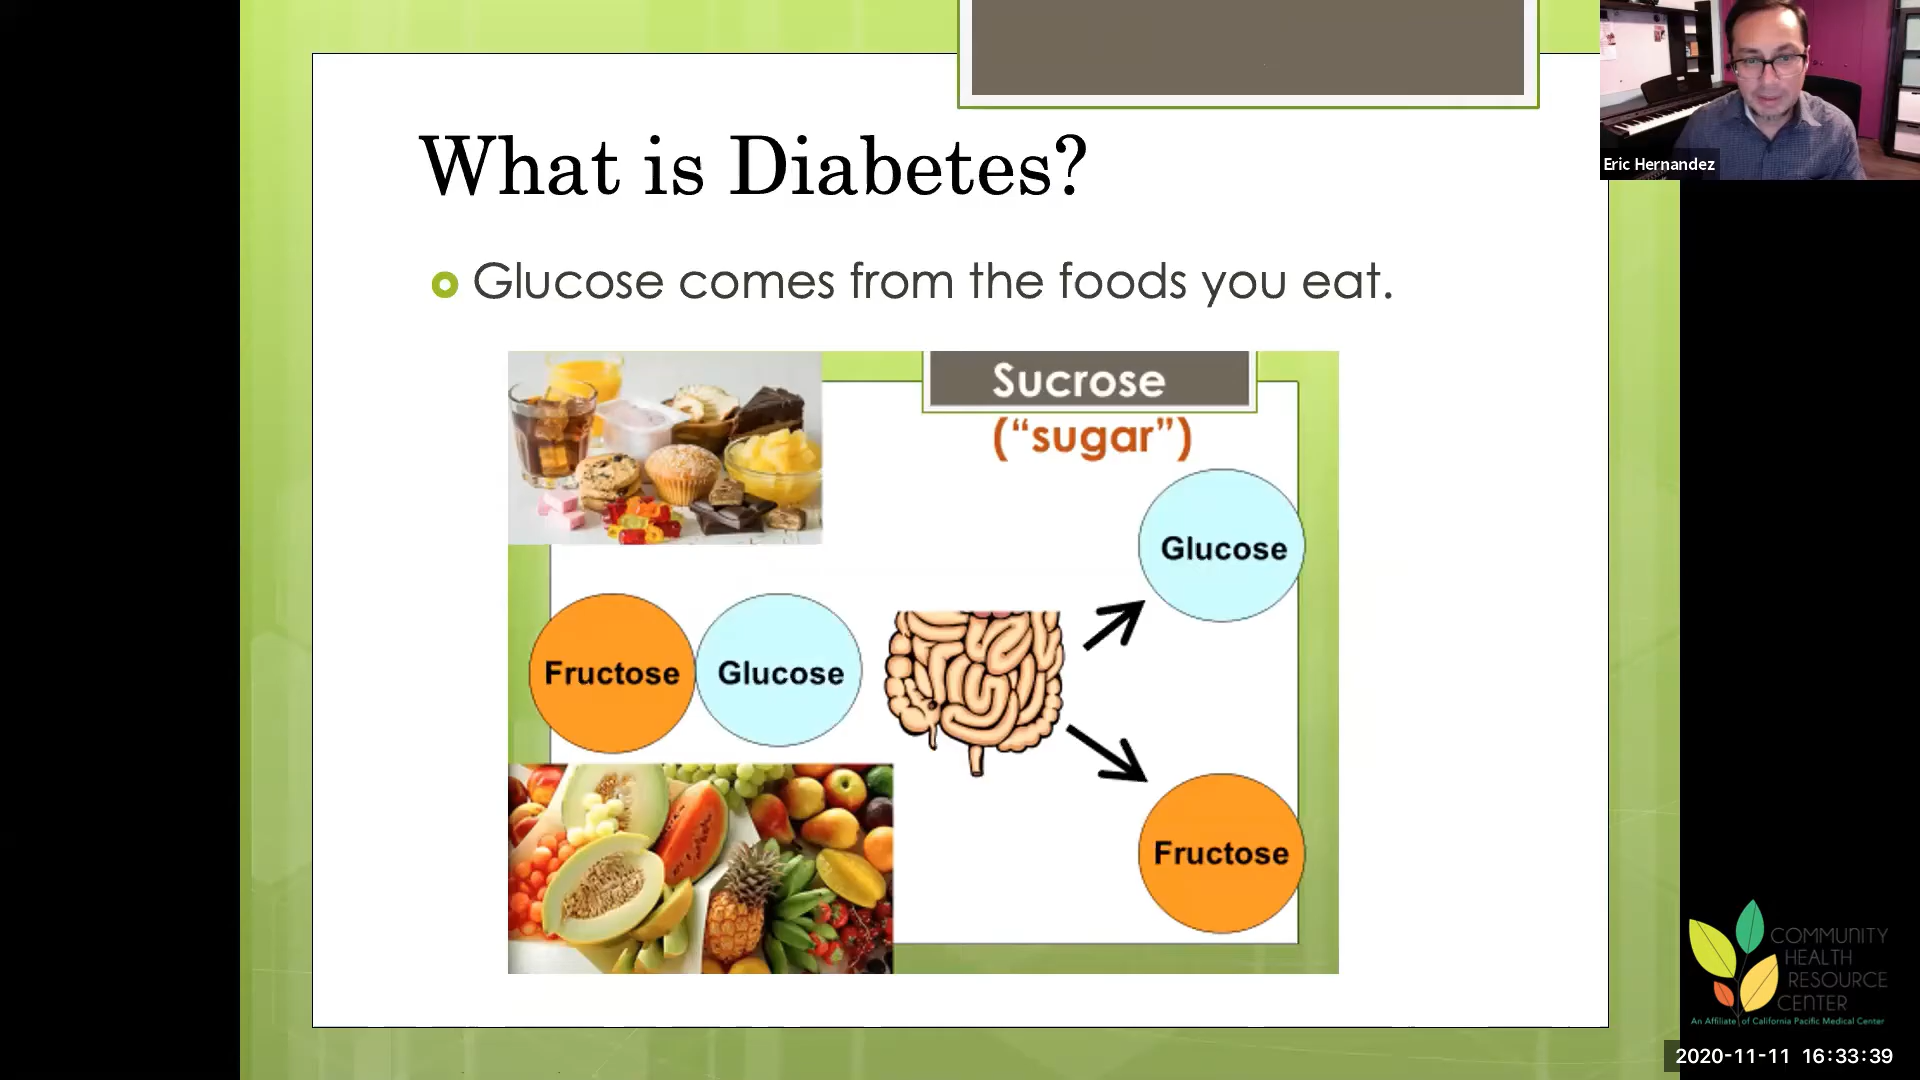 What is Diabetes?
Glucose comes from the foods you eat.
Sucrose
(“sugar”)
Glucose
Fructose
Glucose
Fructose
Eric Hernandez
COMMUNITY
HEALTH
RESOURCE
CENTER
An Affiliate of California Pacific Medical Center
2020-11-11 16:33:39